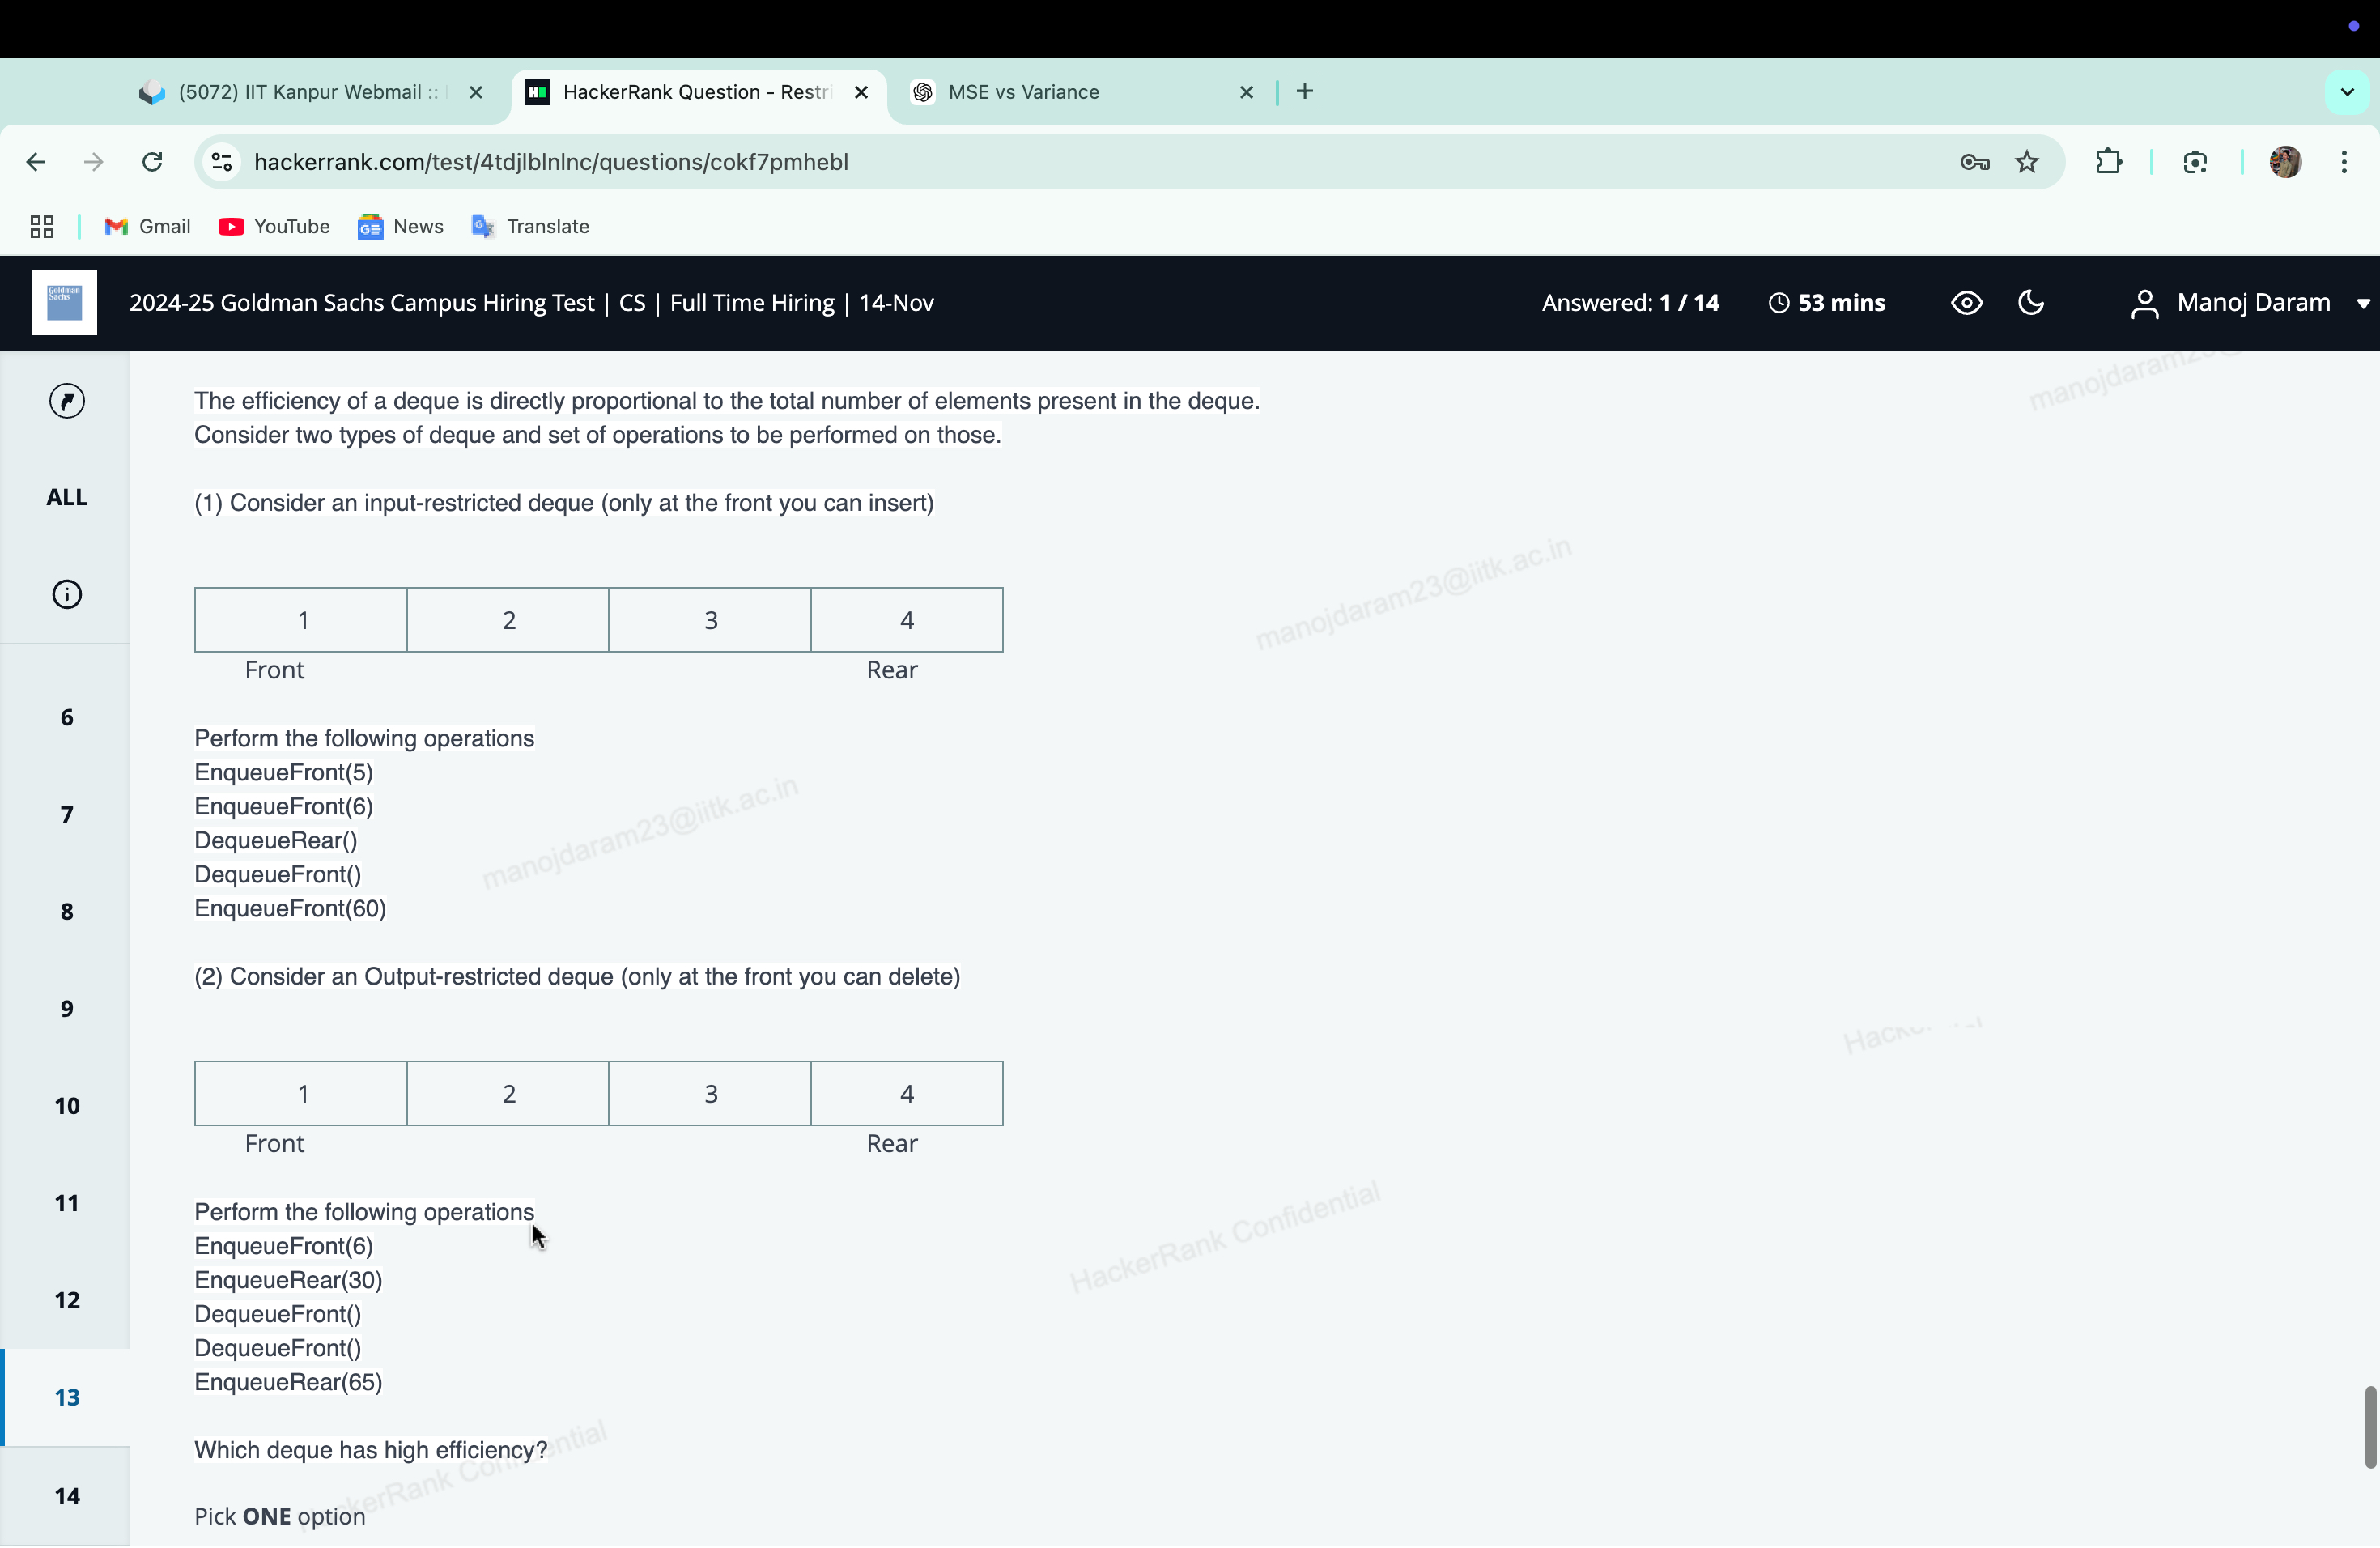 (5072) IIT Kanpur Webmail ::
HackerRank Question - Restri
MSE vs Variance
hackerrank.com/test/4tdjlblnlnc/questions/cokf7pmhebl
Gmail
YouTube
News
Translate
Goldman
Sachs
2024-25 Goldman Sachs Campus Hiring Test | CS | Full Time Hiring | 14-Nov
Answered: 1 / 14
53 mins
Manoj Daram
ALL
6
7
8
9
10
11
12
13
14
The efficiency of a deque is directly proportional to the total number of elements present in the deque.
Consider two types of deque and set of operations to be performed on those.
(1) Consider an input-restricted deque (only at the front you can insert)
1 2 3 4
Front Rear
Perform the following operations
EnqueueFront(5)
EnqueueFront(6)
DequeueRear()
DequeueFront()
EnqueueFront(60)
(2) Consider an Output-restricted deque (only at the front you can delete)
1 2 3 4
Front Rear
Perform the following operations
EnqueueFront(6)
EnqueueRear(30)
DequeueFront()
DequeueFront()
EnqueueRear(65)
Which deque has high efficiency?
Pick ONE option
manojdaram23@iitk.ac.in
manojdaram23@iitk.ac.in
HackerRank Confidential